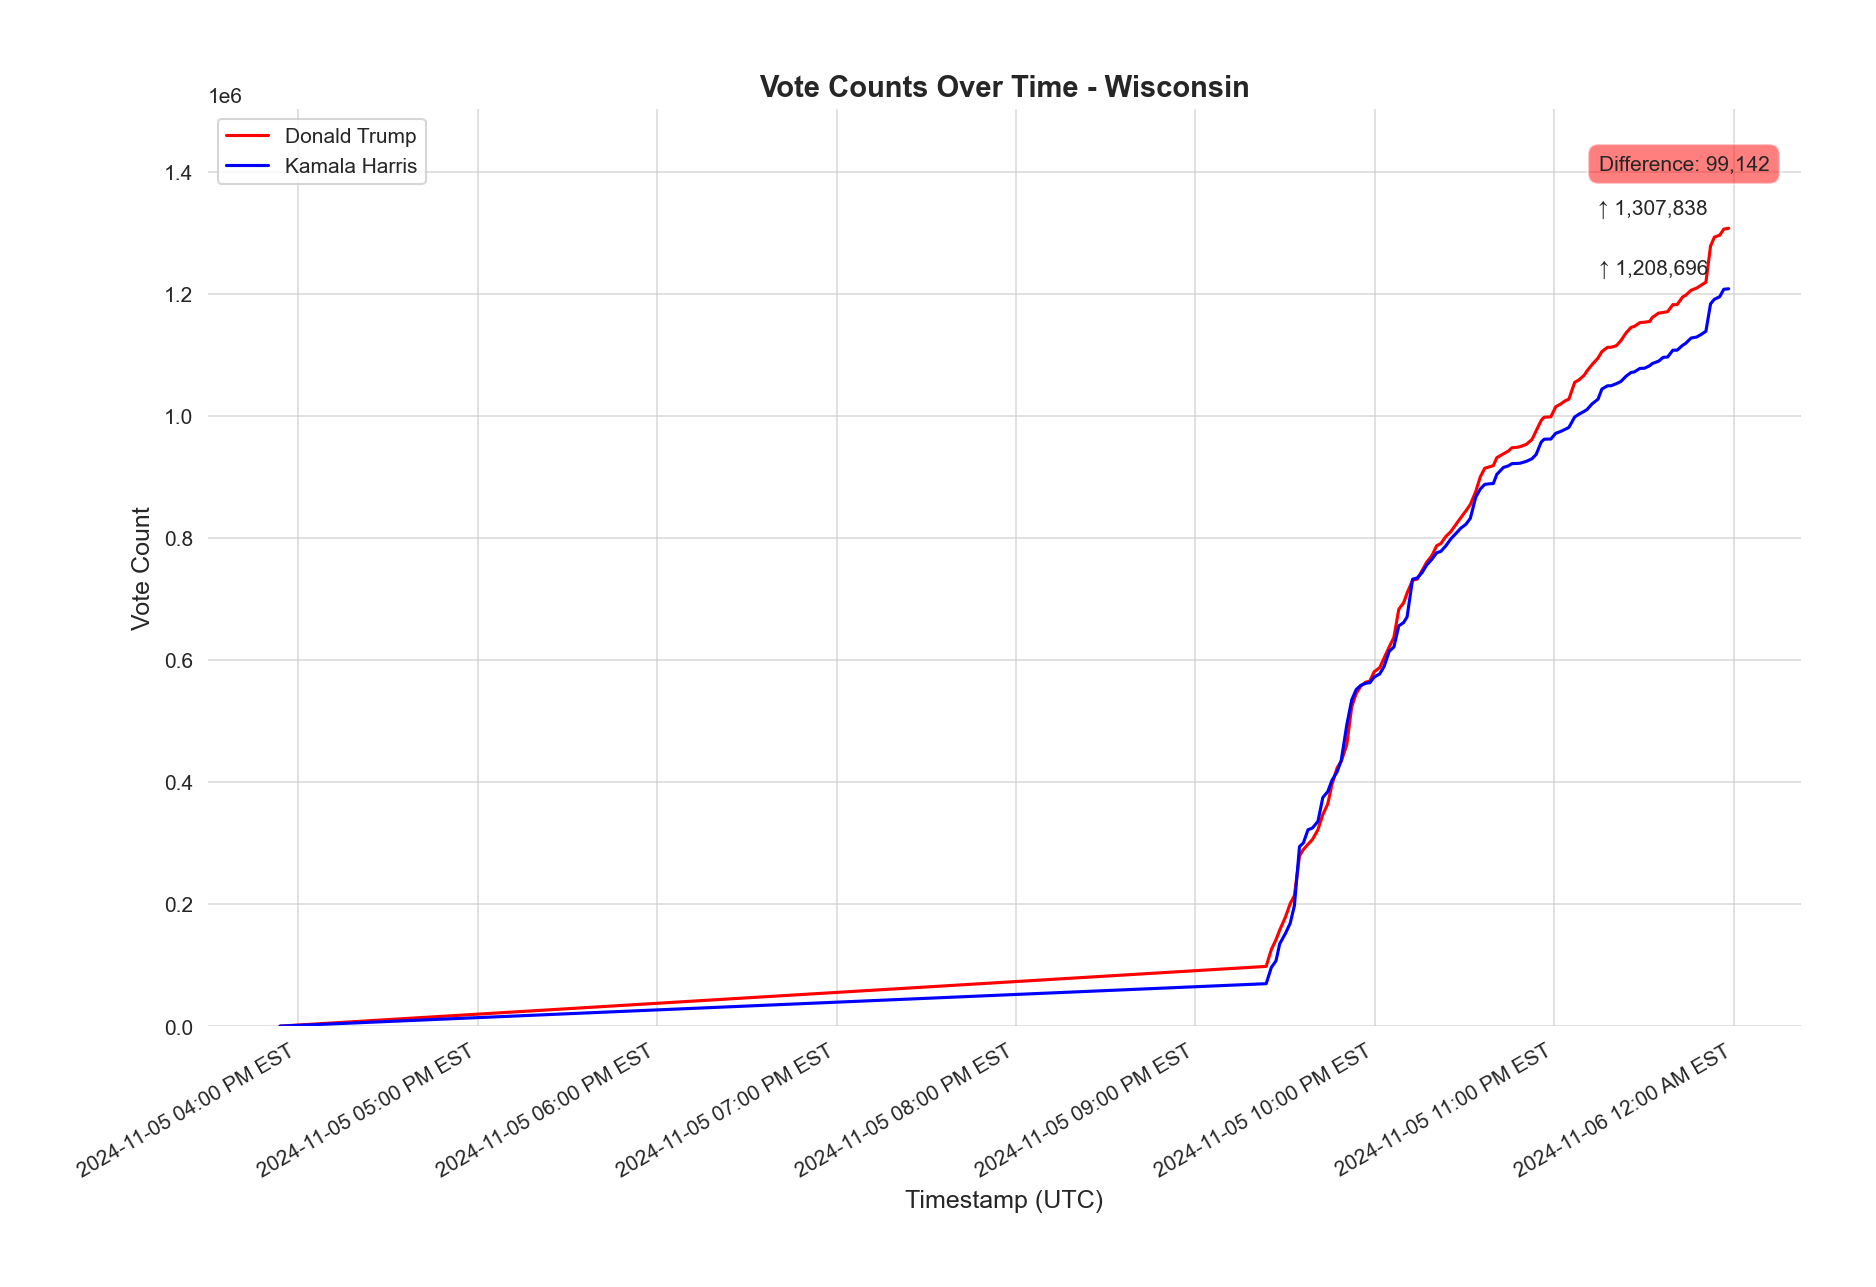 Vote Counts Over Time - Wisconsin
1e6
Donald Trump
Kamala Harris
Difference: 99,142
↑ 1,307,838
↑ 1,208,696
Vote Count
1.4
1.2
1.0
0.8
0.6
0.4
0.2
0.0
2024-11-05 04:00 PM EST
2024-11-05 05:00 PM EST
2024-11-05 06:00 PM EST
2024-11-05 07:00 PM EST
2024-11-05 08:00 PM EST
2024-11-05 09:00 PM EST
2024-11-05 10:00 PM EST
2024-11-05 11:00 PM EST
2024-11-06 12:00 AM EST
Timestamp (UTC)